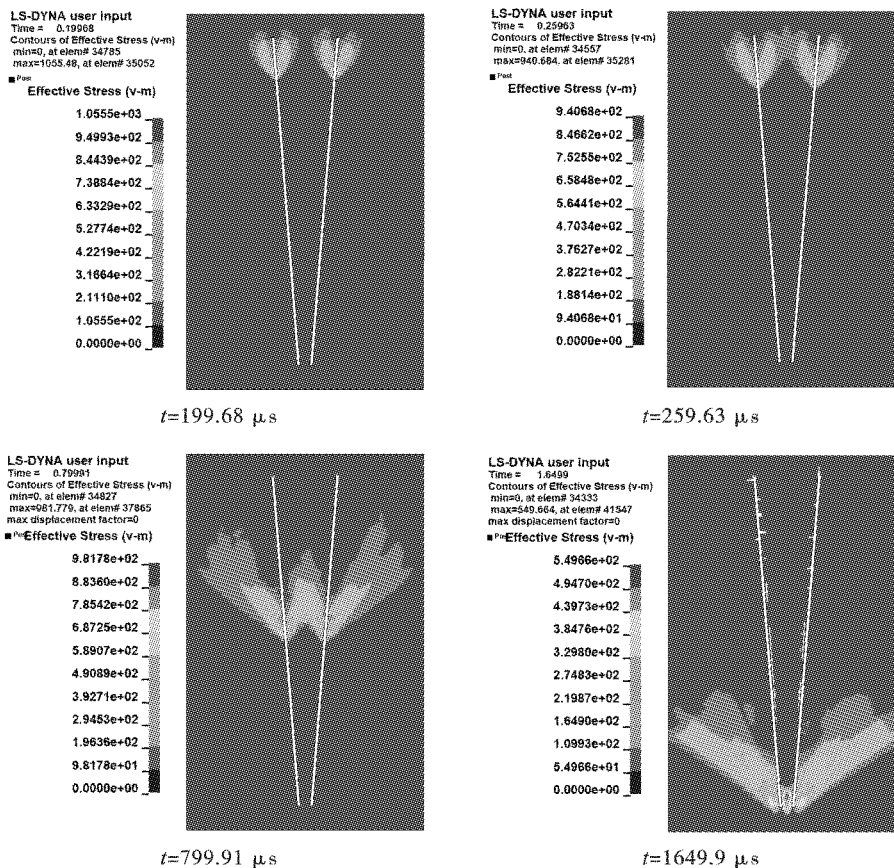 LS-DYNA user input
Time = 0.19968
Contours of Effective Stress (v-m)
min=0, at elem# 34785
max=1055.48, at elem# 35052
Post
Effective Stress (v-m)
1.0555e+03
9.4993e+02
8.4439e+02
7.3884e+02
6.3329e+02
5.2774e+02
4.2219e+02
3.1664e+02
2.1110e+02
1.0555e+02
0.0000e+00
t=199.68 μs
LS-DYNA user input
Time = 0.25963
Contours of Effective Stress (v-m)
min=0, at elem# 34557
max=940.684, at elem# 35281
Post
Effective Stress (v-m)
9.4068e+02
8.4662e+02
7.5255e+02
6.5848e+02
5.6441e+02
4.7034e+02
3.7627e+02
2.8221e+02
1.8814e+02
9.4068e+01
0.0000e+00
t=259.63 μs
LS-DYNA user input
Time = 0.79991
Contours of Effective Stress (v-m)
min=0, at elem# 34827
max=981.779, at elem# 37865
max displacement factor=0
Effective Stress (v-m)
9.8178e+02
8.8360e+02
7.8542e+02
6.8725e+02
5.8907e+02
4.9089e+02
3.9271e+02
2.9453e+02
1.9636e+02
9.8178e+01
0.0000e+00
t=799.91 μs
LS-DYNA user input
Time = 1.6499
Contours of Effective Stress (v-m)
min=0, at elem# 34333
max=549.664, at elem# 41547
max displacement factor=0
Effective Stress (v-m)
5.4966e+02
4.9470e+02
4.3973e+02
3.8476e+02
3.2980e+02
2.7483e+02
2.1987e+02
1.6490e+02
1.0993e+02
5.4966e+01
0.0000e+00
t=1649.9 μs